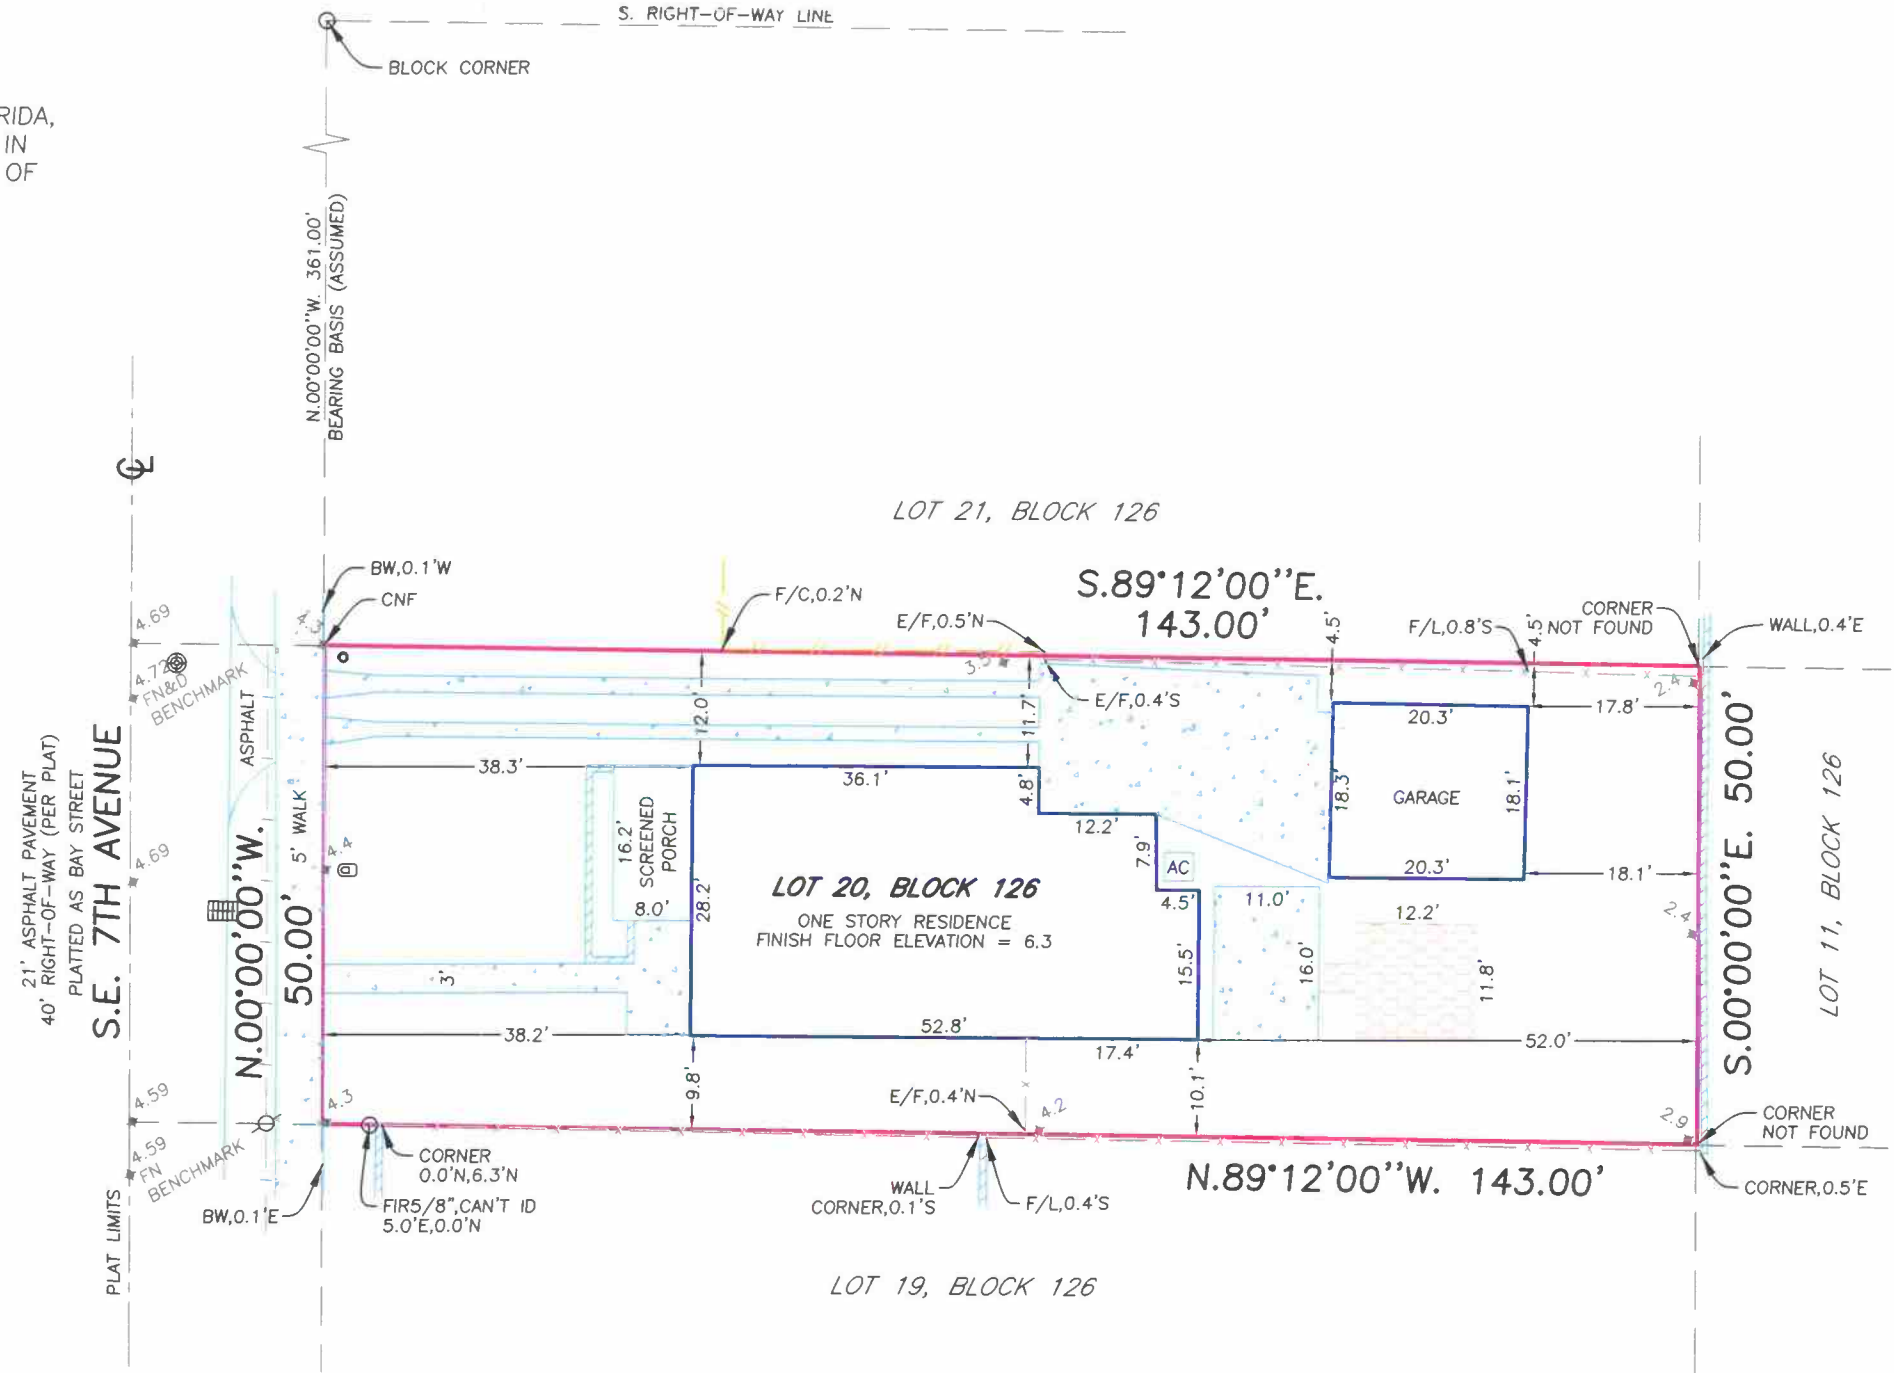 S. RIGHT-OF-WAY LINE
BLOCK CORNER
RIDA,
IN
OF
N.00°00'00"W. 361.00'
BEARING BASIS (ASSUMED)
LOT 21, BLOCK 126
BW,0.1'W
CNF
F/C,0.2'N
E/F,0.5'N
S.89°12'00"E.
143.00'
4.5'
F/L,0.8'S
4.5'
CORNER
NOT FOUND
WALL,0.4'E
4.69
4.72
FN&D
BENCHMARK
ASPHALT
3.5
E/F,0.4'S
2.4
12.0'
11.7'
20.3'
17.8'
38.3'
36.1'
4.8'
18.3'
GARAGE
18.1'
21' ASPHALT PAVEMENT
40' RIGHT-OF-WAY (PER PLAT)
PLATTED AS BAY STREET
S.E. 7TH AVENUE
4.69
N.00°00'00"W.
50.00'
5' WALK
4.4
16.2'
SCREENED
PORCH
8.0'
28.2'
12.2'
7.9'
AC
4.5'
LOT 20, BLOCK 126
ONE STORY RESIDENCE
FINISH FLOOR ELEVATION = 6.3
20.3'
18.1'
11.0'
12.2'
2.4
S.00°00'00"E. 50.00'
LOT 11, BLOCK 126
3'
15.5'
16.0'
11.8'
38.2'
52.8'
17.4'
52.0'
9.8'
10.1'
E/F,0.4'N
4.2
2.9
4.59
4.3
4.59
FN
BENCHMARK
PLAT LIMITS
CORNER
0.0'N,6.3'N
FIR5/8",CAN'T ID
5.0'E,0.0'N
BW,0.1'E
WALL
CORNER,0.1'S
F/L,0.4'S
N.89°12'00"W. 143.00'
CORNER
NOT FOUND
CORNER,0.5'E
LOT 19, BLOCK 126